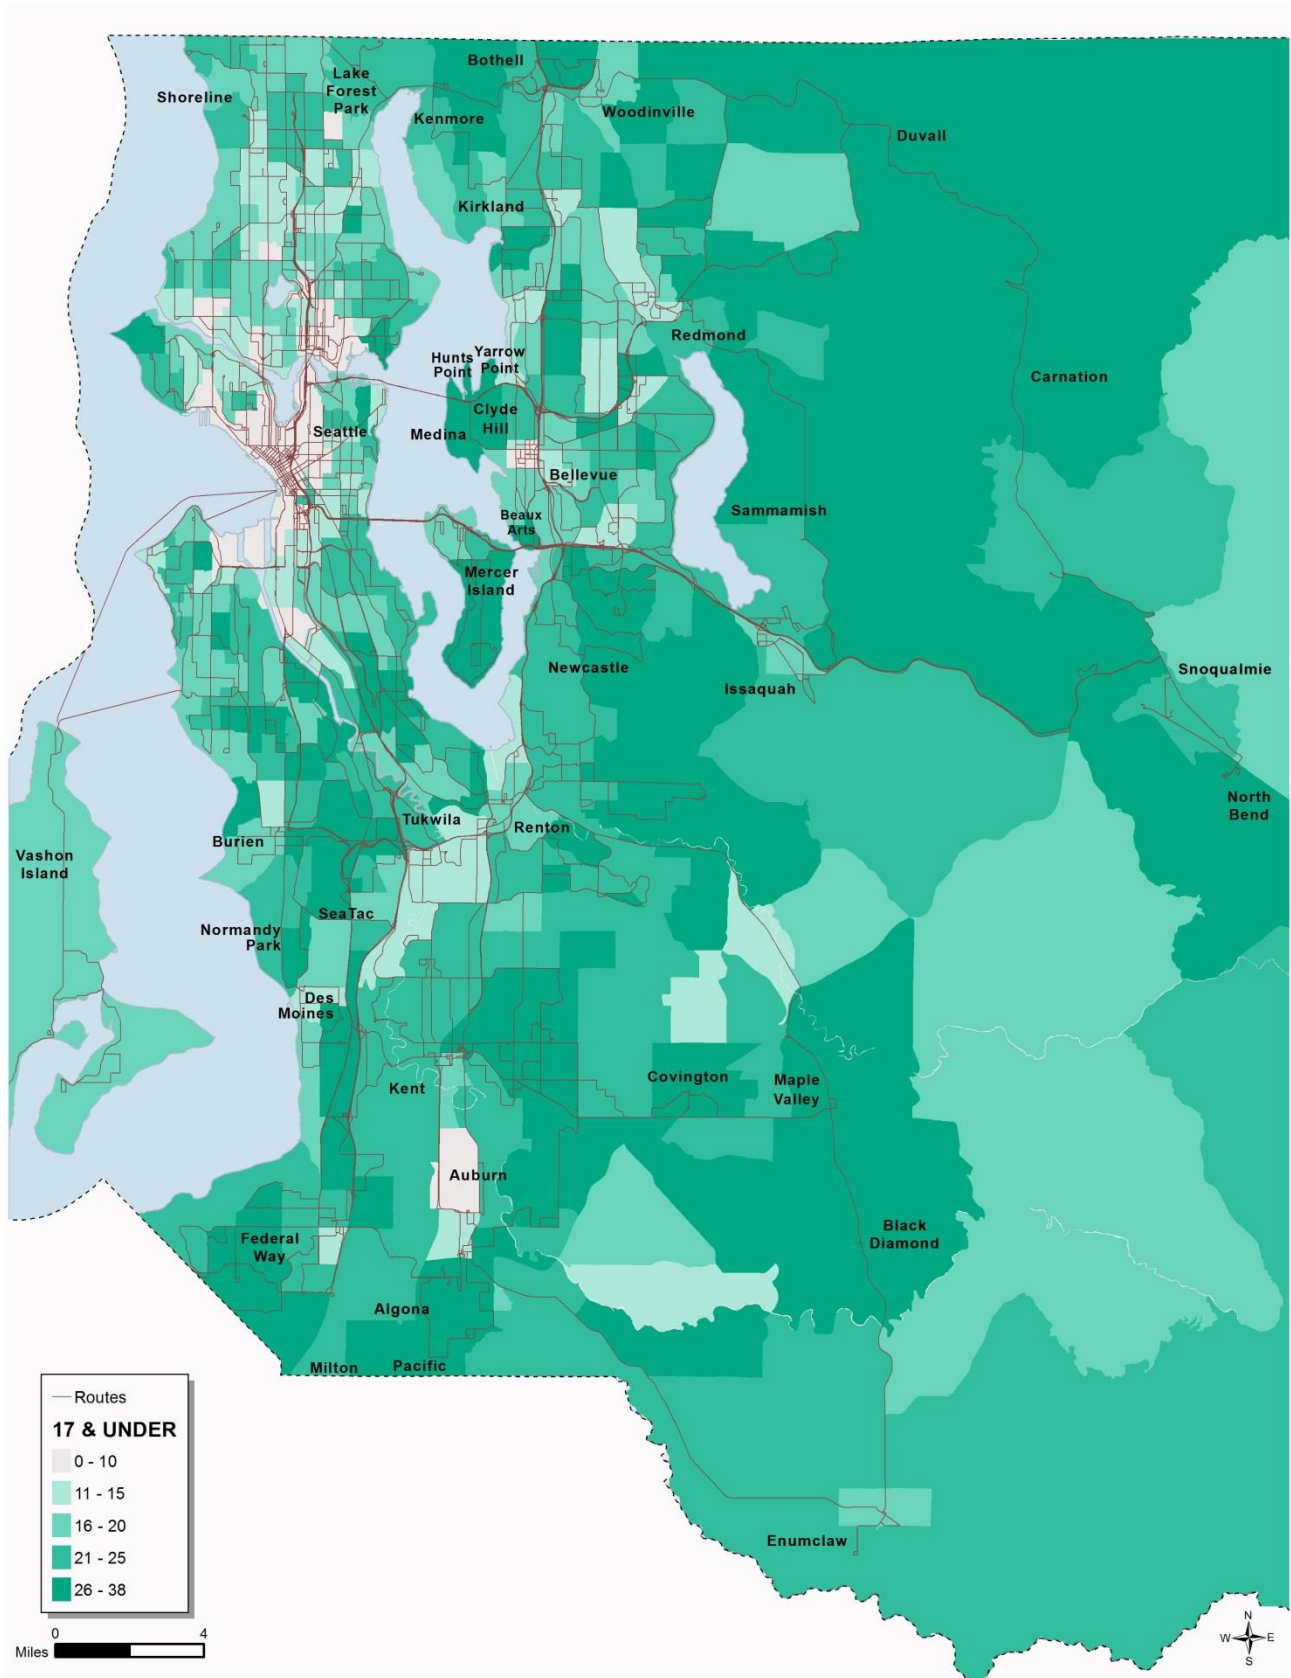 Bothell
Lake
Forest
Park
Shoreline
Woodinville
Kenmore
Duvall
Kirkland
Redmond
Hunts
Point
Yarrow
Point
Carnation
Clyde
Hill
Medina
Seattle
Bellevue
Beaux
Arts
Sammamish
Mercer
Island
Newcastle
Snoqualmie
Issaquah
North
Bend
Tukwila
Renton
Burien
Vashon
Island
SeaTac
Normandy
Park
Des
Moines
Kent
Covington
Maple
Valley
Auburn
Black
Diamond
Federal
Way
Algona
Milton
Pacific
Enumclaw
Routes
17 & UNDER
0 - 10
11 - 15
16 - 20
21 - 25
26 - 38
0 4
Miles
N
W E
S